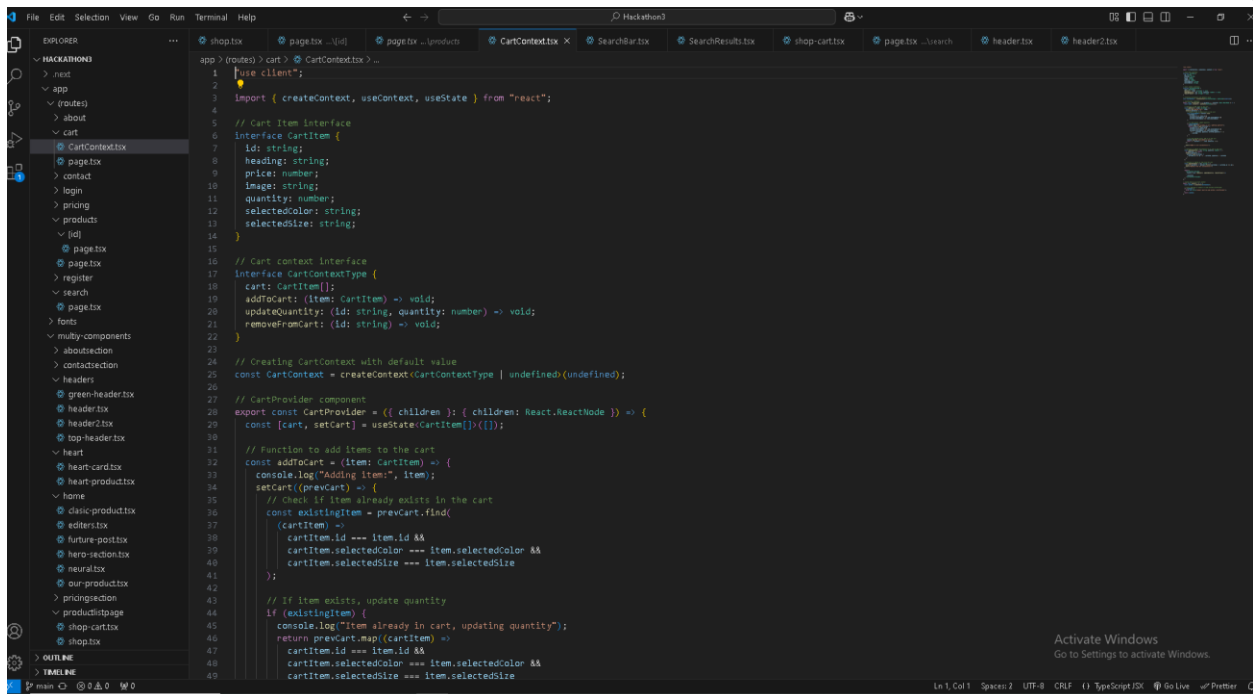 File Edit Selection View Go Run Terminal Help
Hackathon3
EXPLORER
HACKATHON3
.next
app
(routes)
about
cart
CartContext.tsx
page.tsx
contact
login
pricing
products
[id]
page.tsx
page.tsx
register
search
page.tsx
fonts
multiy-components
aboutsection
contactsection
headers
green-header.tsx
header.tsx
header2.tsx
top-header.tsx
heart
heart-card.tsx
heart-product.tsx
home
clasic-product.tsx
editers.tsx
furture-post.tsx
hero-section.tsx
neural.tsx
our-product.tsx
pricingsection
productlistpage
shop-cart.tsx
shop.tsx
OUTLINE
TIMELINE
shop.tsx page.tsx ...\[id] page.tsx ...\products CartContext.tsx SearchBar.tsx SearchResults.tsx shop-cart.tsx page.tsx ...\search header.tsx header2.tsx
app > (routes) > cart > CartContext.tsx > ...
1 "use client";
2
3 import { createContext, useContext, useState } from "react";
4
5 // Cart Item interface
6 interface CartItem {
7 id: string;
8 heading: string;
9 price: number;
10 image: string;
11 quantity: number;
12 selectedColor: string;
13 selectedSize: string;
14 }
15
16 // Cart context interface
17 interface CartContextType {
18 cart: CartItem[];
19 addToCart: (item: CartItem) => void;
20 updateQuantity: (id: string, quantity: number) => void;
21 removeFromCart: (id: string) => void;
22 }
23
24 // Creating CartContext with default value
25 const CartContext = createContext<CartContextType | undefined>(undefined);
26
27 // CartProvider component
28 export const CartProvider = ({ children }: { children: React.ReactNode }) => {
29 const [cart, setCart] = useState<CartItem[]>([]);
30
31 // Function to add items to the cart
32 const addToCart = (item: CartItem) => {
33 console.log("Adding item:", item);
34 setCart((prevCart) => {
35 // Check if item already exists in the cart
36 const existingItem = prevCart.find(
37 (cartItem) =>
38 cartItem.id === item.id &&
39 cartItem.selectedColor === item.selectedColor &&
40 cartItem.selectedSize === item.selectedSize
41 );
42
43 // If item exists, update quantity
44 if (existingItem) {
45 console.log("Item already in cart, updating quantity");
46 return prevCart.map((cartItem) =>
47 cartItem.id === item.id &&
48 cartItem.selectedColor === item.selectedColor &&
49 cartItem.selectedSize === item.selectedSize
Activate Windows
Go to Settings to activate Windows.
main 0 0 0 Ln 1, Col 1 Spaces: 2 UTF-8 CRLF {} TypeScript JSX Go Live Prettier